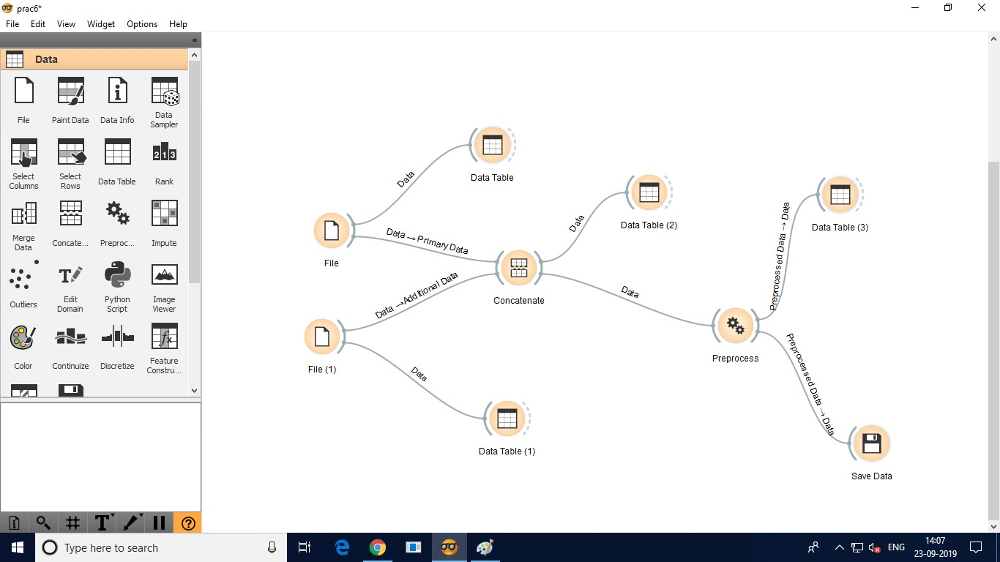 prac6*
File Edit View Widget Options Help
«
Data
File Paint Data Data Info Data
Sampler
Select
Columns
Select
Rows
Data Table Rank
Merge
Data
Concate... Preproc... Impute
Outliers Edit
Domain
Python
Script
Image
Viewer
Color Continuize Discretize Feature
Constru...
Data Table
Data
File
Data → Primary Data
Data →Additional Data
File (1)
Data
Data Table (1)
Concatenate
Data
Data Table (2)
Data
Preprocess
Preprocessed Data → Data
Data Table (3)
Preprocessed Data → Data
Save Data
Type here to search
ENG
14:07
23-09-2019